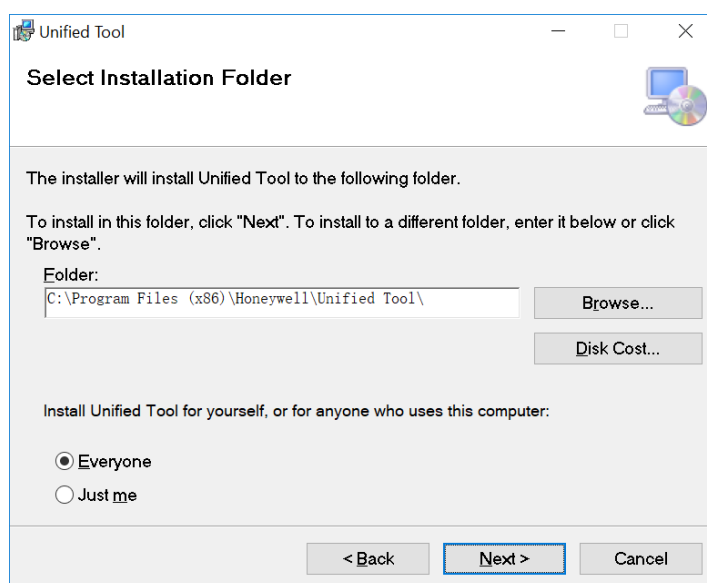 Unified Tool
Select Installation Folder
The installer will install Unified Tool to the following folder.
To install in this folder, click "Next". To install to a different folder, enter it below or click
"Browse".
Folder:
C:\Program Files (x86)\Honeywell\Unified Tool\
Browse...
Disk Cost...
Install Unified Tool for yourself, or for anyone who uses this computer:
Everyone
Just me
< Back
Next >
Cancel